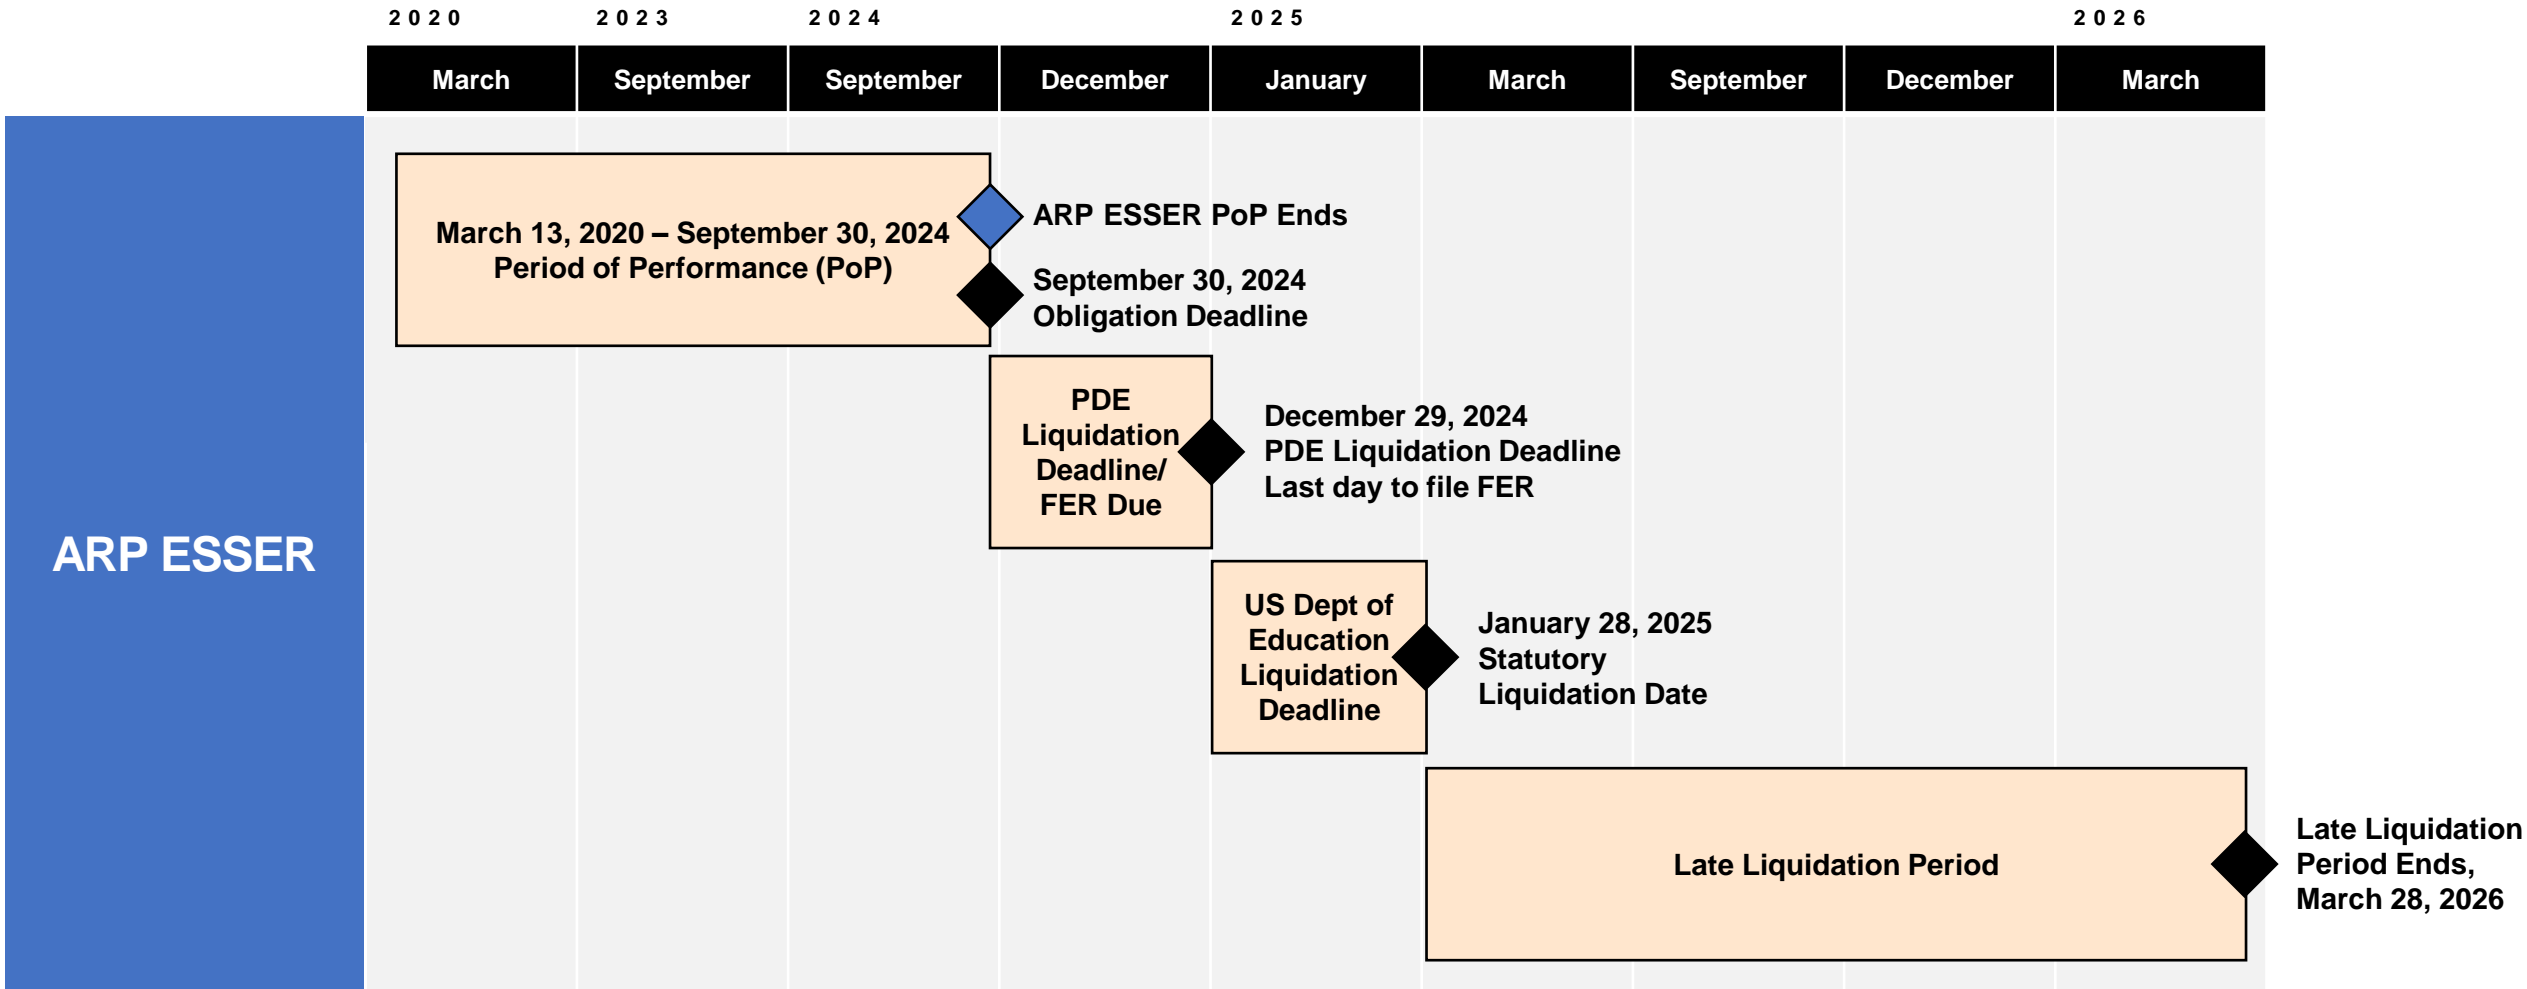 2020 2023 2024 2025 2026
March September September December January March September December March
ARP ESSER
March 13, 2020 – September 30, 2024
Period of Performance (PoP)
ARP ESSER PoP Ends
September 30, 2024
Obligation Deadline
PDE
Liquidation
Deadline/
FER Due
December 29, 2024
PDE Liquidation Deadline
Last day to file FER
US Dept of
Education
Liquidation
Deadline
January 28, 2025
Statutory
Liquidation Date
Late Liquidation Period
Late Liquidation
Period Ends,
March 28, 2026